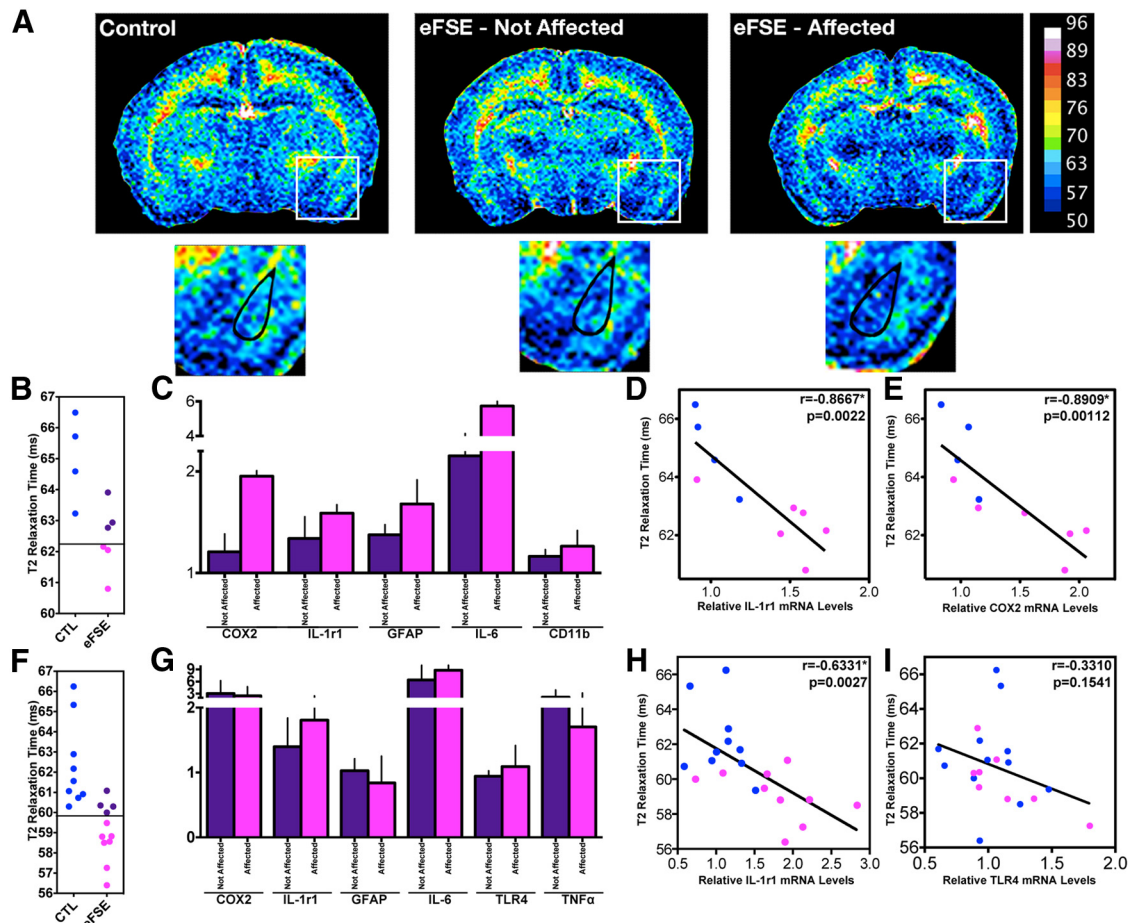 A
Control
eFSE - Not Affected
eFSE - Affected
96
89
83
76
70
63
57
50
B
T2 Relaxation Time (ms)
67
66
65
64
63
62
61
60
CTL
eFSE
C
6
4
2
1
Not Affected
Affected
Not Affected
Affected
Not Affected
Affected
Not Affected
Affected
Not Affected
Affected
COX2
IL-1r1
GFAP
IL-6
CD11b
D
r=-0.8667*
p=0.0022
T2 Relaxation Time (ms)
66
64
62
1.0
1.5
2.0
Relative IL-1r1 mRNA Levels
E
r=-0.8909*
p=0.00112
T2 Relaxation Time (ms)
66
64
62
1.0
1.5
2.0
Relative COX2 mRNA Levels
F
T2 Relaxation Time (ms)
67
66
65
64
63
62
61
60
59
58
57
56
CTL
eFSE
G
9
6
3
2
1
0
Not Affected
Affected
Not Affected
Affected
Not Affected
Affected
Not Affected
Affected
Not Affected
Affected
Not Affected
Affected
COX2
IL-1r1
GFAP
IL-6
TLR4
TNFα
H
r=-0.6331*
p=0.0027
T2 Relaxation Time (ms)
66
64
62
60
58
56
0.5
1.0
1.5
2.0
2.5
3.0
Relative IL-1r1 mRNA Levels
I
r=-0.3310
p=0.1541
T2 Relaxation Time (ms)
66
64
62
60
58
56
0.5
1.0
1.5
2.0
Relative TLR4 mRNA Levels